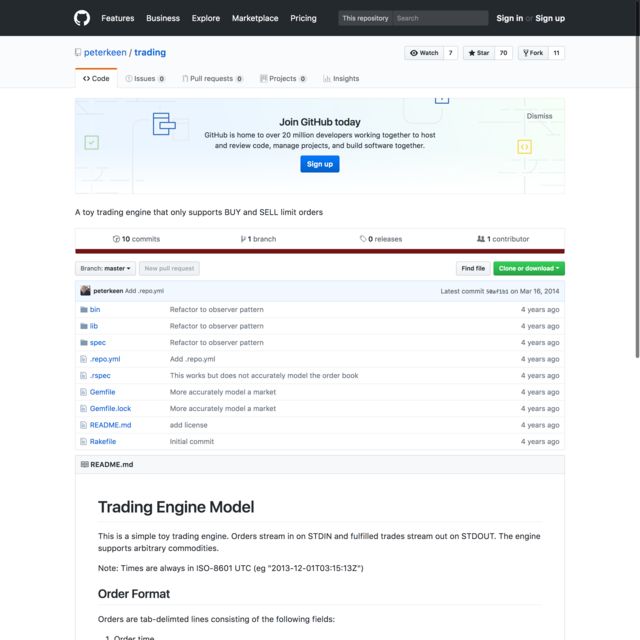 Features Business Explore Marketplace Pricing This repository Search Sign in or Sign up
peterkeen / trading Watch 7 Star 70 Fork 11
Code Issues 0 Pull requests 0 Projects 0 Insights
Join GitHub today
Dismiss
GitHub is home to over 20 million developers working together to host
and review code, manage projects, and build software together.
Sign up
A toy trading engine that only supports BUY and SELL limit orders
10 commits 1 branch 0 releases 1 contributor
Branch: master New pull request Find file Clone or download
peterkeen Add .repo.yml Latest commit on Mar 16, 2014
bin Refactor to observer pattern 4 years ago
lib Refactor to observer pattern 4 years ago
spec Refactor to observer pattern 4 years ago
.repo.yml Add .repo.yml 4 years ago
.rspec This works but does not accurately model the order book 4 years ago
Gemfile More accurately model a market 4 years ago
Gemfile.lock More accurately model a market 4 years ago
README.md add license 4 years ago
Rakefile Initial commit 4 years ago
README.md
Trading Engine Model
This is a simple toy trading engine. Orders stream in on STDIN and fulfilled trades stream out on STDOUT. The engine
supports arbitrary commodities.
Note: Times are always in ISO-8601 UTC (eg "2013-12-01T03:15:13Z")
Order Format
Orders are tab-delimted lines consisting of the following fields:
1. Order time